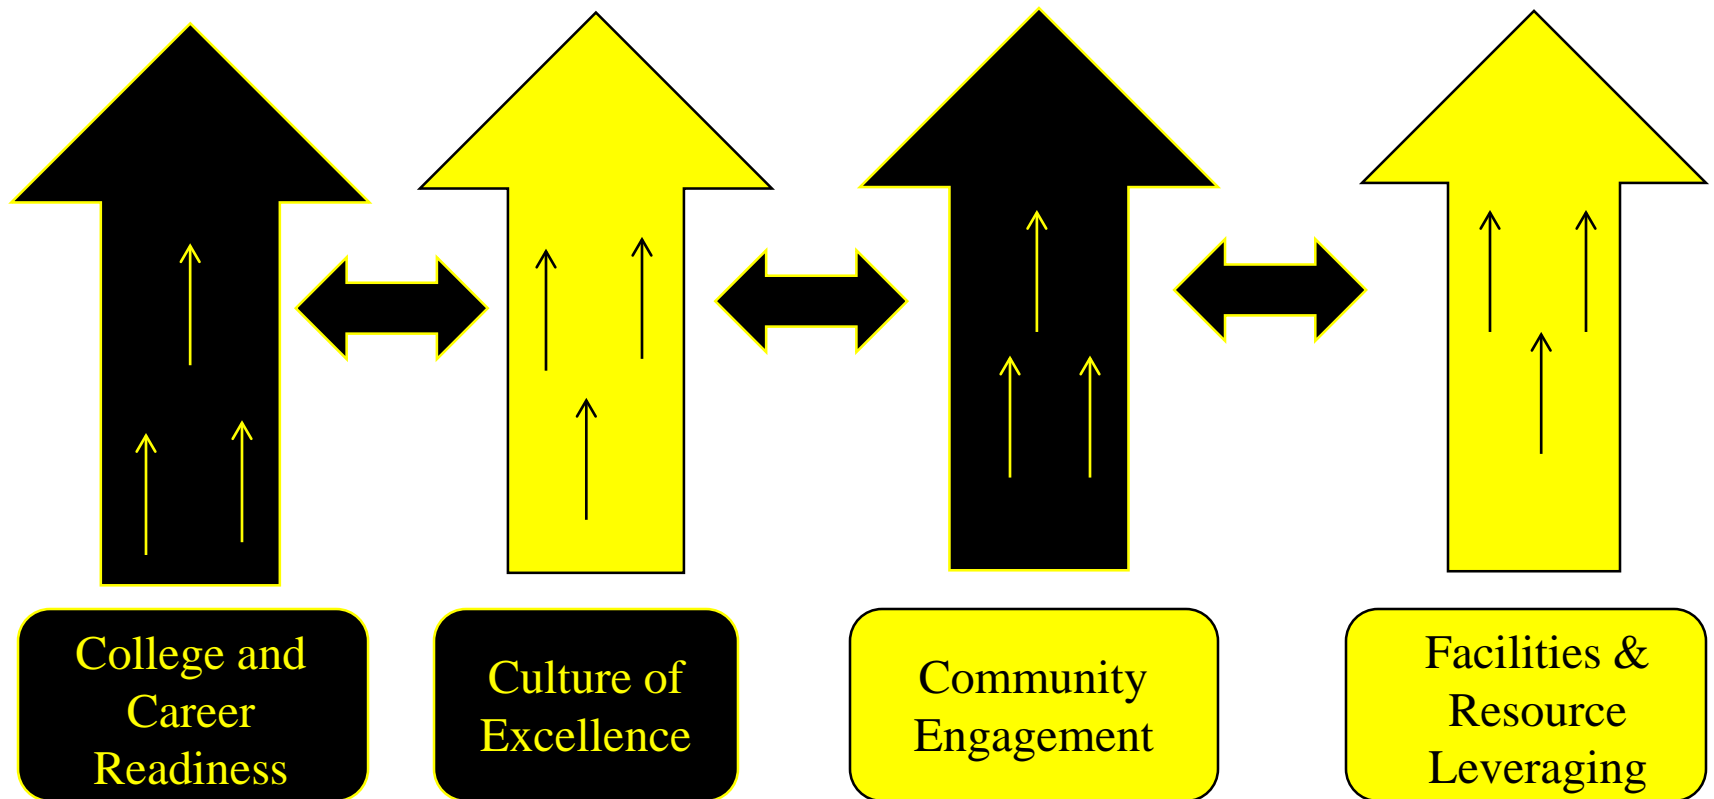 College and
Career
Readiness
Culture of
Excellence
Community
Engagement
Facilities &
Resource
Leveraging